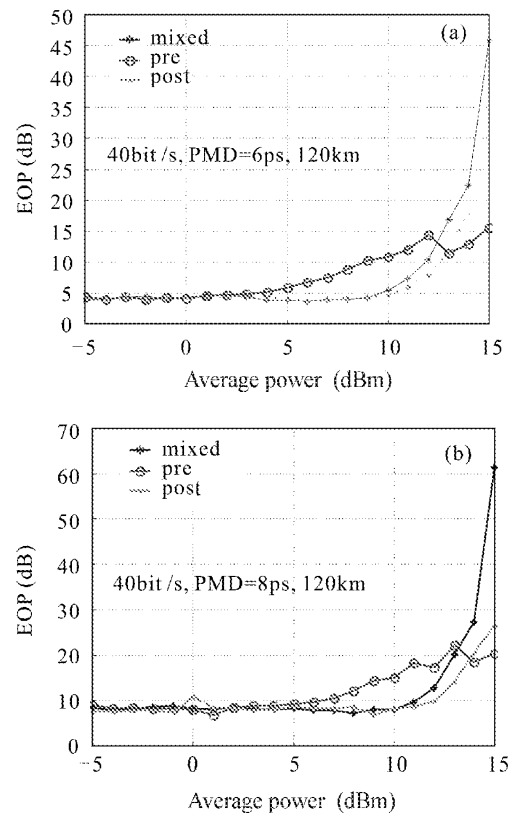 50
45
40
35
30
25
20
15
10
5
0
EOP (dB)
mixed
pre
post
(a)
40bit/s, PMD=6ps, 120km
−5 0 5 10 15
Average power (dBm)
70
60
50
40
30
20
10
0
EOP (dB)
mixed
pre
post
(b)
40bit/s, PMD=8ps, 120km
−5 0 5 10 15
Average power (dBm)